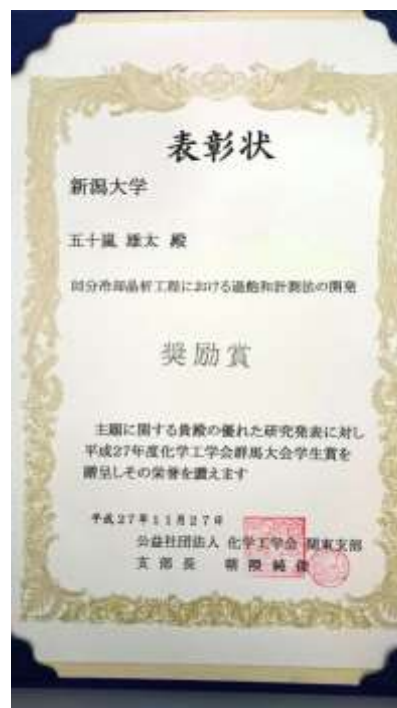 表彰状
新潟大学
五十嵐 雄太 殿
回分冷却晶析工程における過飽和計測法の開発
奨励賞
主題に関する貴殿の優れた研究発表に対し
平成27年度化学工学会群馬大会学生賞を
贈呈しその栄誉を讃えます
平成27年11月27日
公益社団法人 化学工学会 関東支部
支部長